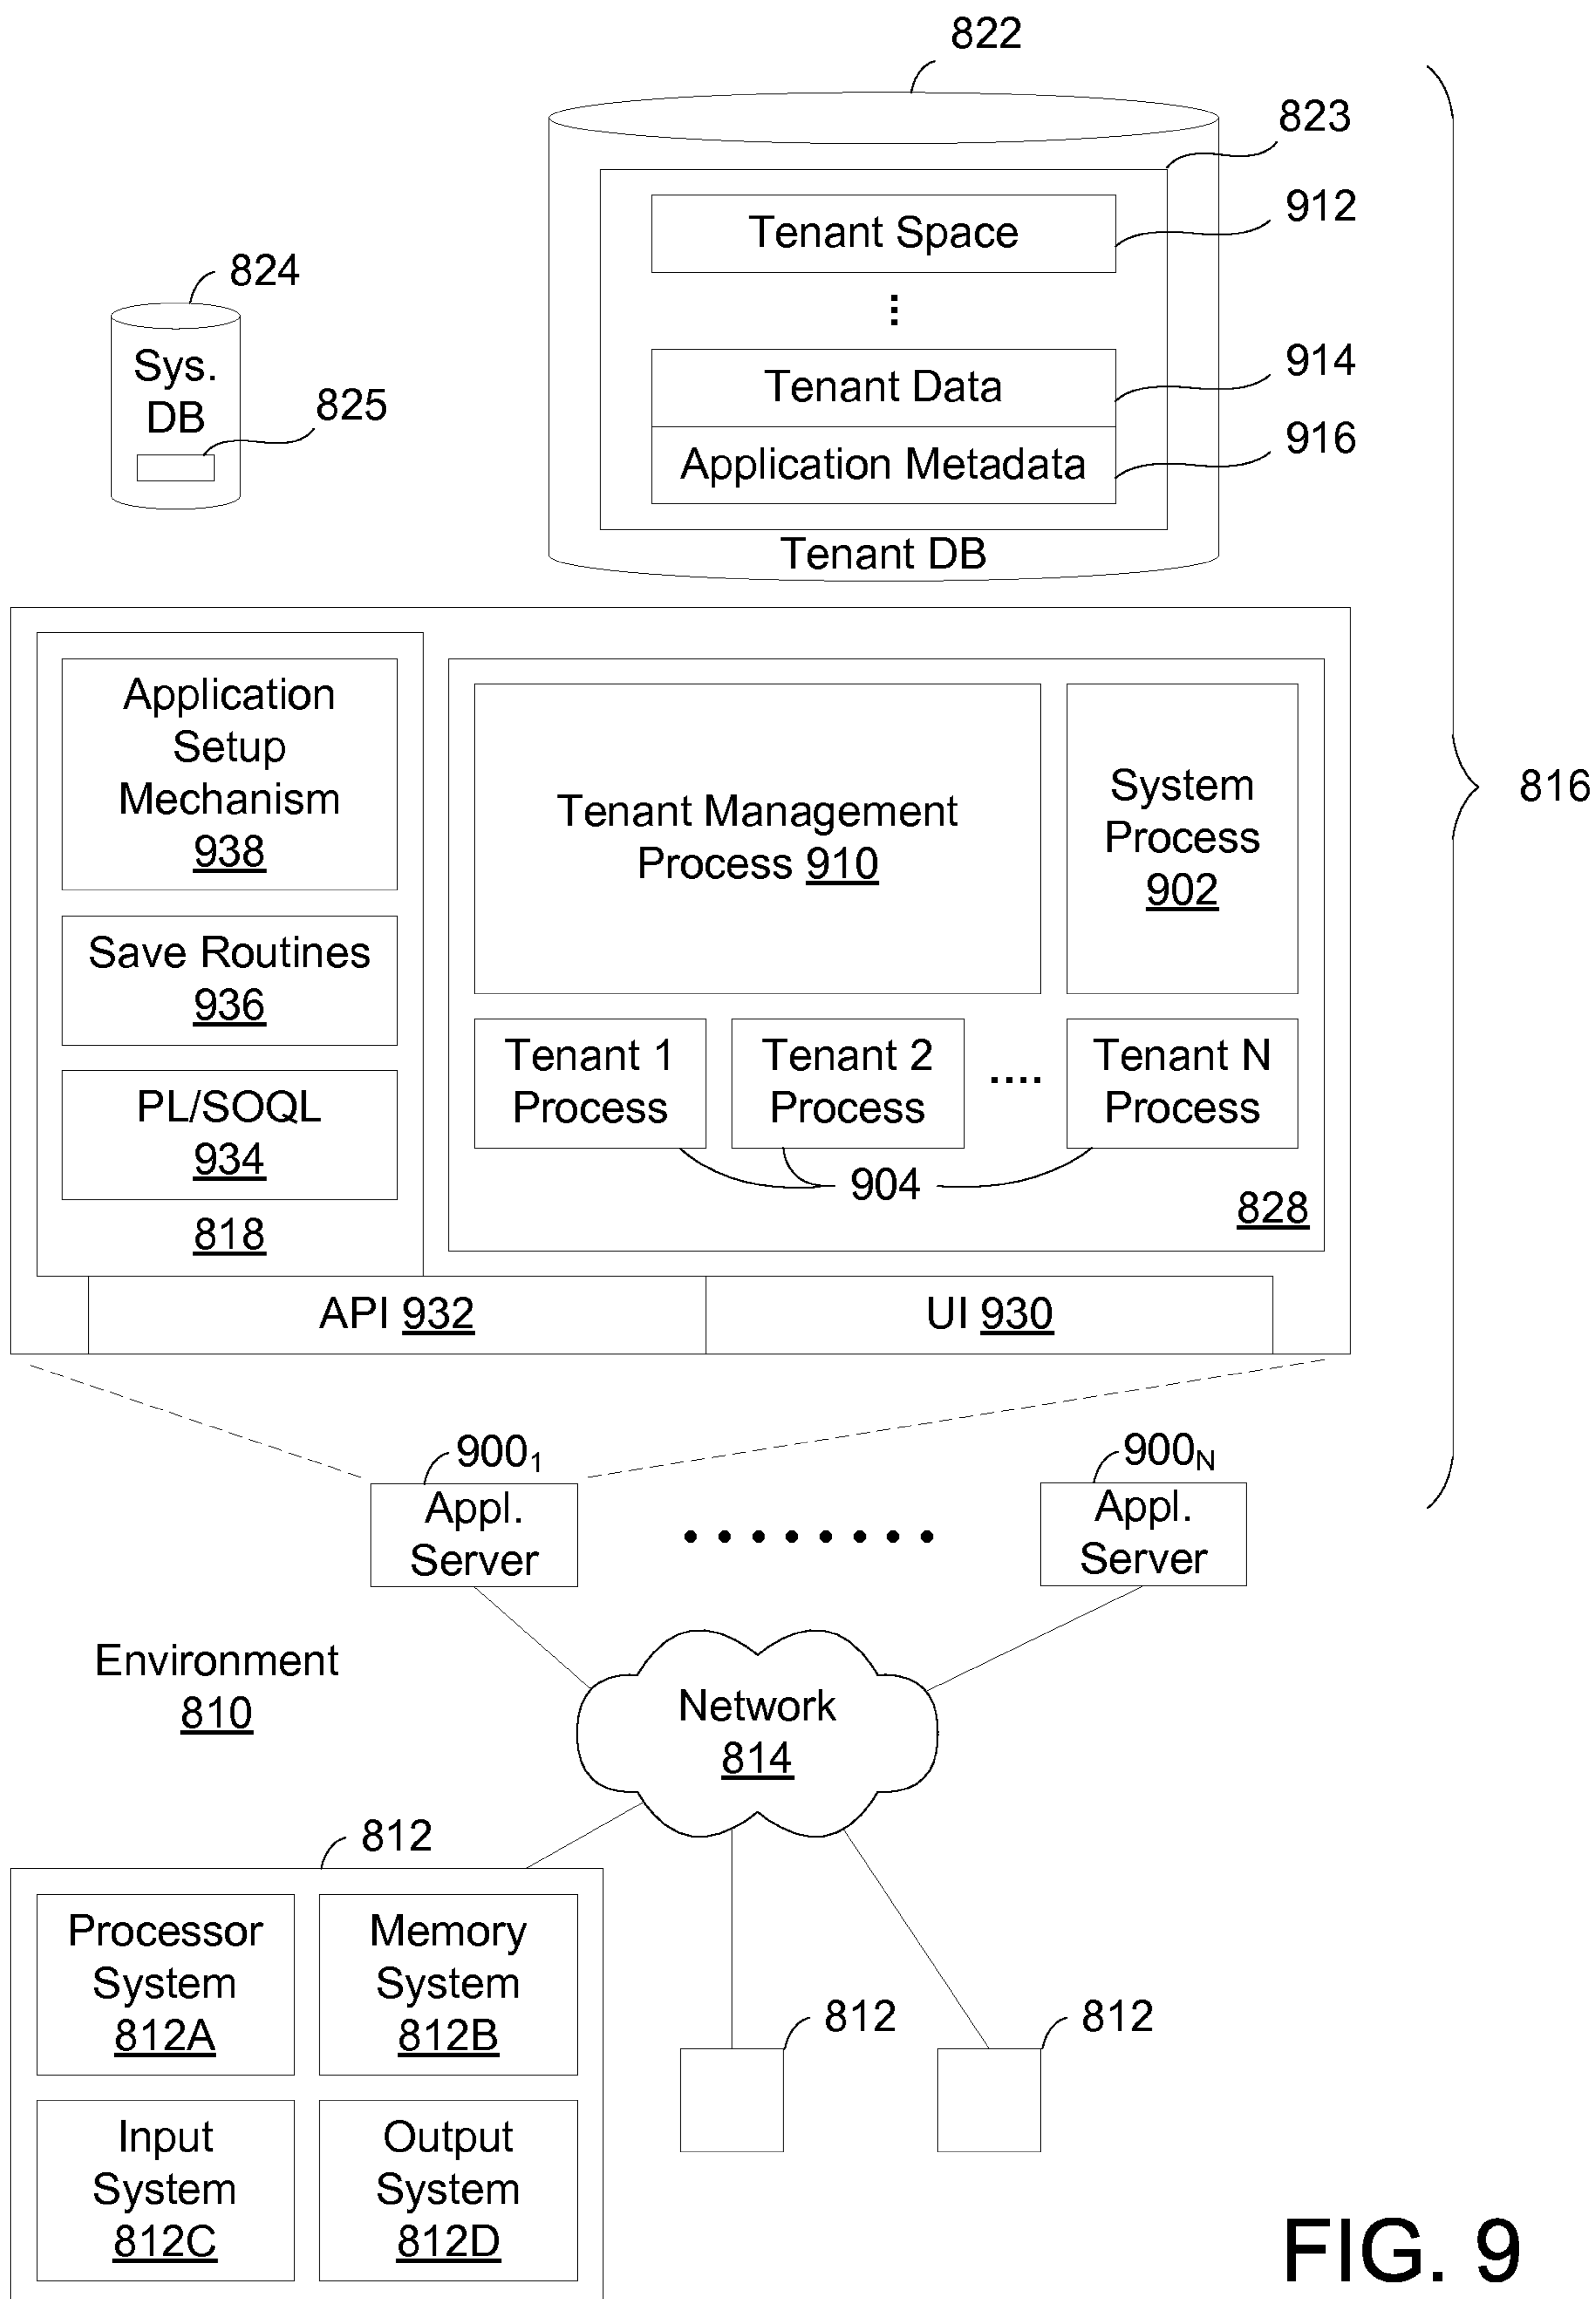 822
823
Tenant Space
912
824
Sys.
DB
825
Tenant Data
914
Application Metadata
916
Tenant DB
Application
Setup
Mechanism
938
Save Routines
936
PL/SOQL
934
818
Tenant Management
Process 910
System
Process
902
Tenant 1
Process
Tenant 2
Process
....
Tenant N
Process
904
828
816
API 932
UI 930
900₁
Appl.
Server
900N
Appl.
Server
Environment
810
Network
814
812
Processor
System
812A
Memory
System
812B
Input
System
812C
Output
System
812D
812
812
FIG. 9